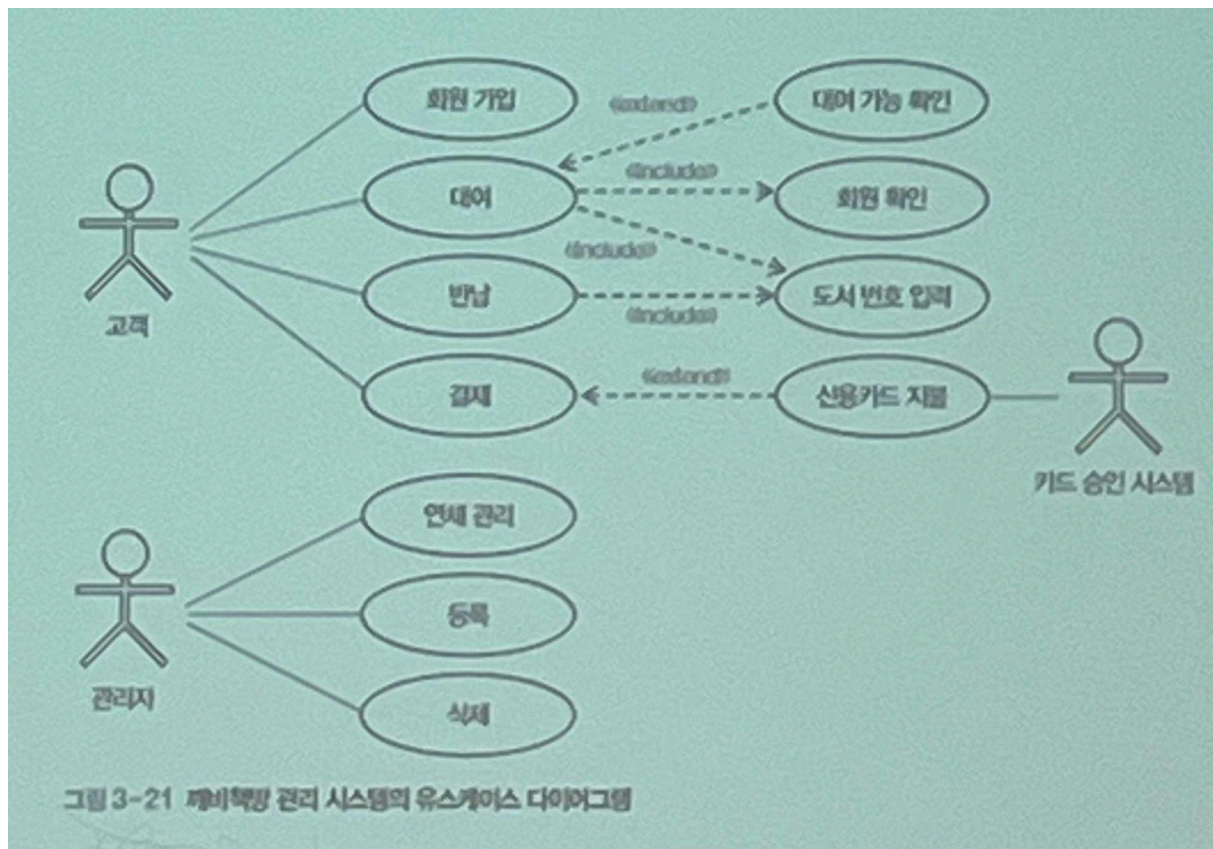 회원 가입
«extend»
대여 가능 확인
«include»
대여
회원 확인
«include»
반납
도서 번호 입력
«include»
고객
«extend»
결제
신용카드 지불
카드 승인 시스템
연체 관리
등록
관리자
삭제
그림 3-21 깨비책방 관리 시스템의 유스케이스 다이어그램